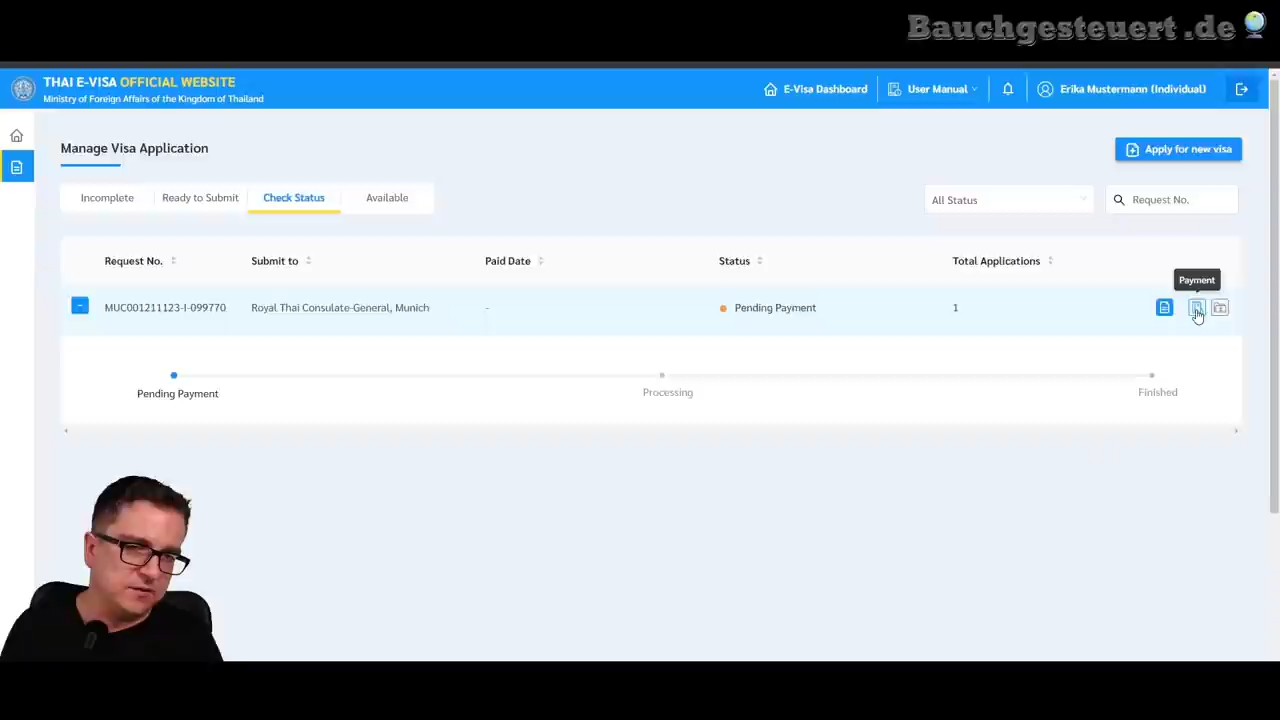 Bauchgesteuert.de
THAI E-VISA OFFICIAL WEBSITE
Ministry of Foreign Affairs of the Kingdom of Thailand
E-Visa Dashboard
User Manual
Erika Mustermann (Individual)
Manage Visa Application
Apply for new visa
Incomplete
Ready to Submit
Check Status
Available
All Status
Request No.
Request No.
Submit to
Paid Date
Status
Total Applications
Payment
MUC001211123-I-099770
Royal Thai Consulate-General, Munich
-
Pending Payment
1
Pending Payment
Processing
Finished